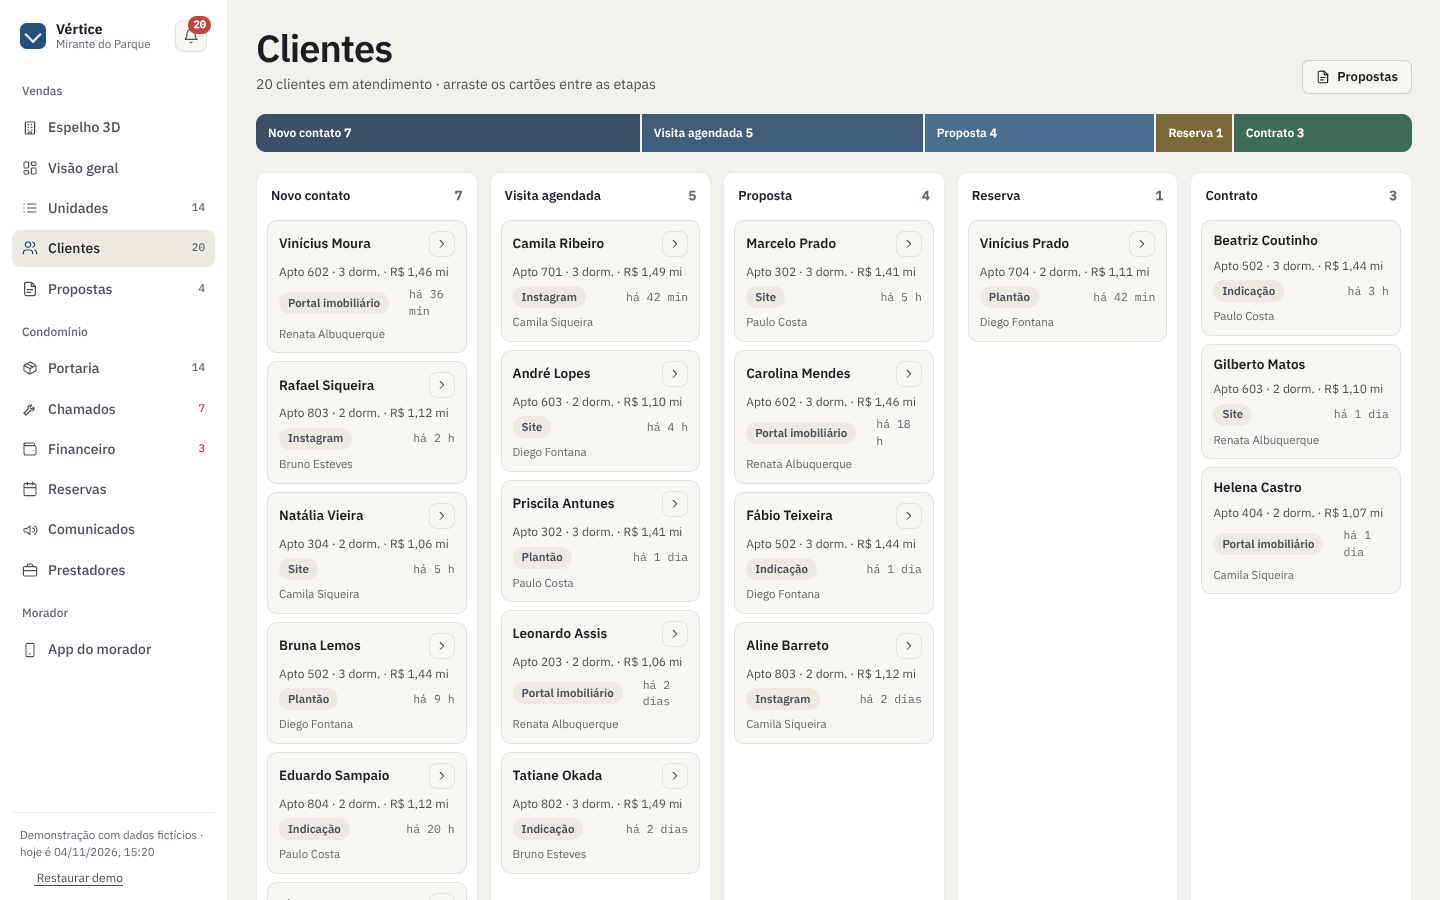 Vértice
Mirante do Parque
20
Vendas
Espelho 3D
Visão geral
Unidades 14
Clientes 20
Propostas 4
Condomínio
Portaria 14
Chamados 7
Financeiro 3
Reservas
Comunicados
Prestadores
Morador
App do morador
Demonstração com dados fictícios ·
hoje é 04/11/2026, 15:20
Restaurar demo
Clientes
20 clientes em atendimento · arraste os cartões entre as etapas
Propostas
Novo contato 7
Visita agendada 5
Proposta 4
Reserva 1
Contrato 3
Novo contato 7
Vinícius Moura
Apto 602 · 3 dorm. · R$ 1,46 mi
Portal imobiliário
há 36
min
Renata Albuquerque
Rafael Siqueira
Apto 803 · 2 dorm. · R$ 1,12 mi
Instagram há 2 h
Bruno Esteves
Natália Vieira
Apto 304 · 2 dorm. · R$ 1,06 mi
Site há 5 h
Camila Siqueira
Bruna Lemos
Apto 502 · 3 dorm. · R$ 1,44 mi
Plantão há 9 h
Diego Fontana
Eduardo Sampaio
Apto 804 · 2 dorm. · R$ 1,12 mi
Indicação há 20 h
Paulo Costa
Visita agendada 5
Camila Ribeiro
Apto 701 · 3 dorm. · R$ 1,49 mi
Instagram há 42 min
Camila Siqueira
André Lopes
Apto 603 · 2 dorm. · R$ 1,10 mi
Site há 4 h
Diego Fontana
Priscila Antunes
Apto 302 · 3 dorm. · R$ 1,41 mi
Plantão há 1 dia
Paulo Costa
Leonardo Assis
Apto 203 · 2 dorm. · R$ 1,06 mi
Portal imobiliário
há 2
dias
Renata Albuquerque
Tatiane Okada
Apto 802 · 3 dorm. · R$ 1,49 mi
Indicação há 2 dias
Bruno Esteves
Proposta 4
Marcelo Prado
Apto 302 · 3 dorm. · R$ 1,41 mi
Site há 5 h
Paulo Costa
Carolina Mendes
Apto 602 · 3 dorm. · R$ 1,46 mi
Portal imobiliário
há 18
h
Renata Albuquerque
Fábio Teixeira
Apto 502 · 3 dorm. · R$ 1,44 mi
Indicação há 1 dia
Diego Fontana
Aline Barreto
Apto 803 · 2 dorm. · R$ 1,12 mi
Instagram há 2 dias
Camila Siqueira
Reserva 1
Vinícius Prado
Apto 704 · 2 dorm. · R$ 1,11 mi
Plantão há 42 min
Diego Fontana
Contrato 3
Beatriz Coutinho
Apto 502 · 3 dorm. · R$ 1,44 mi
Indicação há 3 h
Paulo Costa
Gilberto Matos
Apto 603 · 2 dorm. · R$ 1,10 mi
Site há 1 dia
Renata Albuquerque
Helena Castro
Apto 404 · 2 dorm. · R$ 1,07 mi
Portal imobiliário
há 1
dia
Camila Siqueira